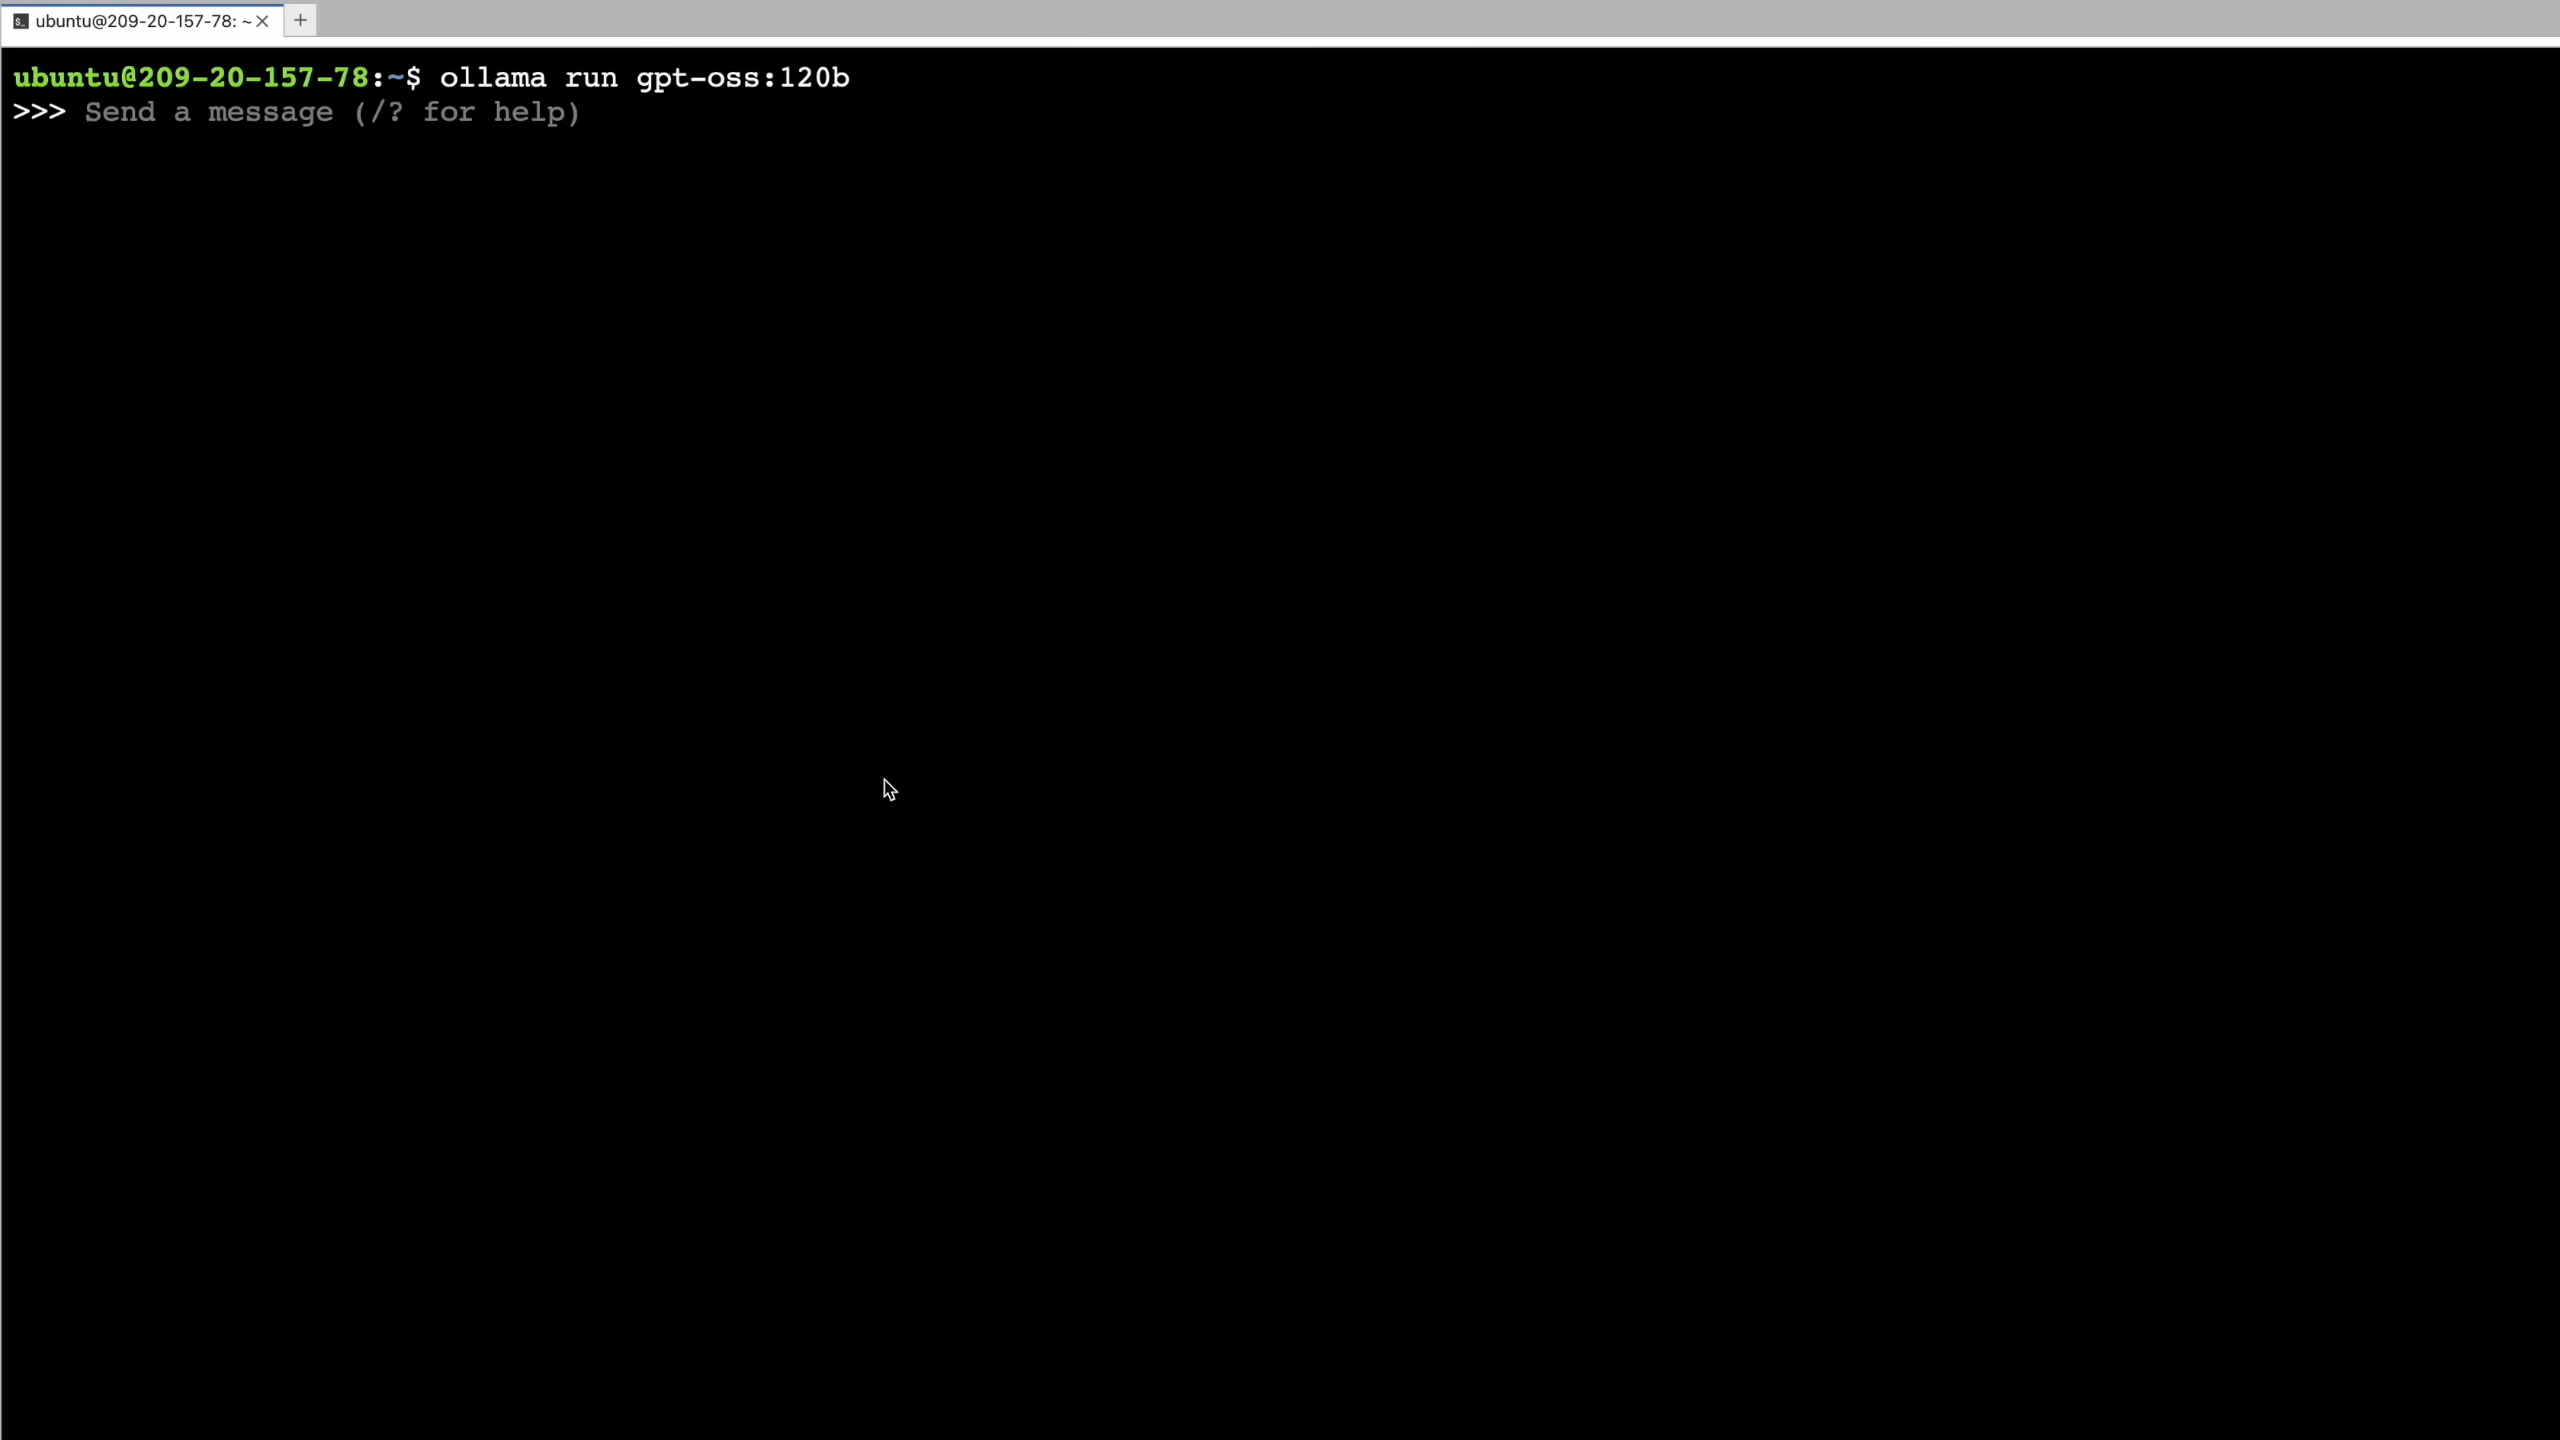 ubuntu@209-20-157-78: ~
ubuntu@209-20-157-78:~$ ollama run gpt-oss:120b
>>> Send a message (/? for help)